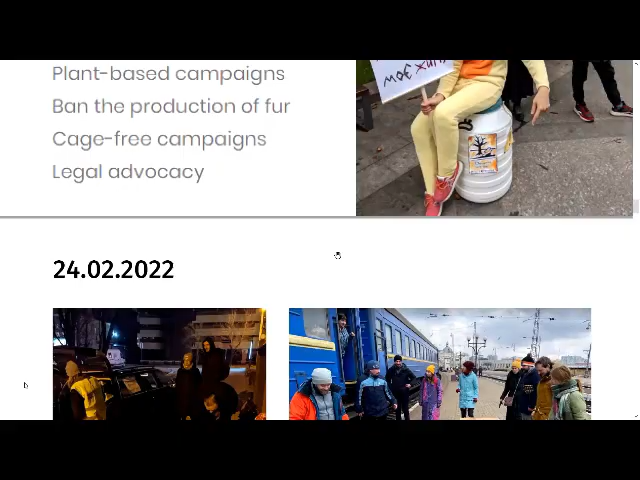 Plant-based campaigns
Ban the production of fur
Cage-free campaigns
Legal advocacy
24.02.2022